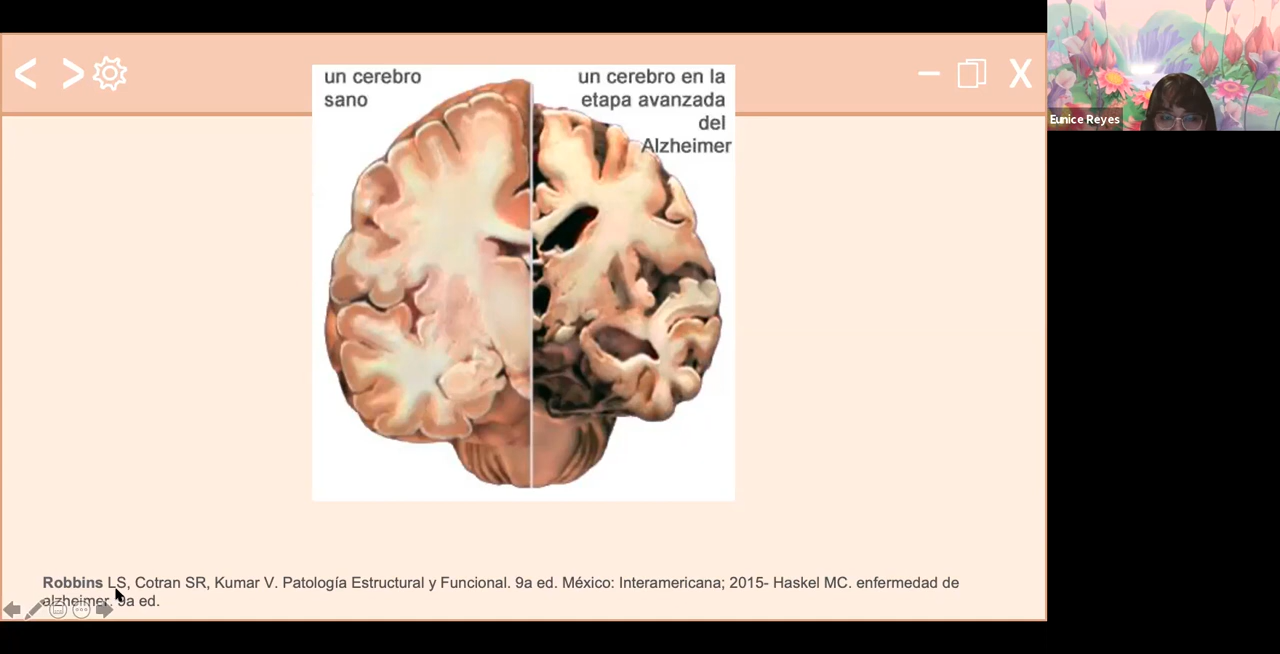 un cerebro
sano
un cerebro en la
etapa avanzada
del
Alzheimer
Eunice Reyes
Robbins LS, Cotran SR, Kumar V. Patología Estructural y Funcional. 9a ed. México: Interamericana; 2015- Haskel MC. enfermedad de
alzheimer. 9a ed.